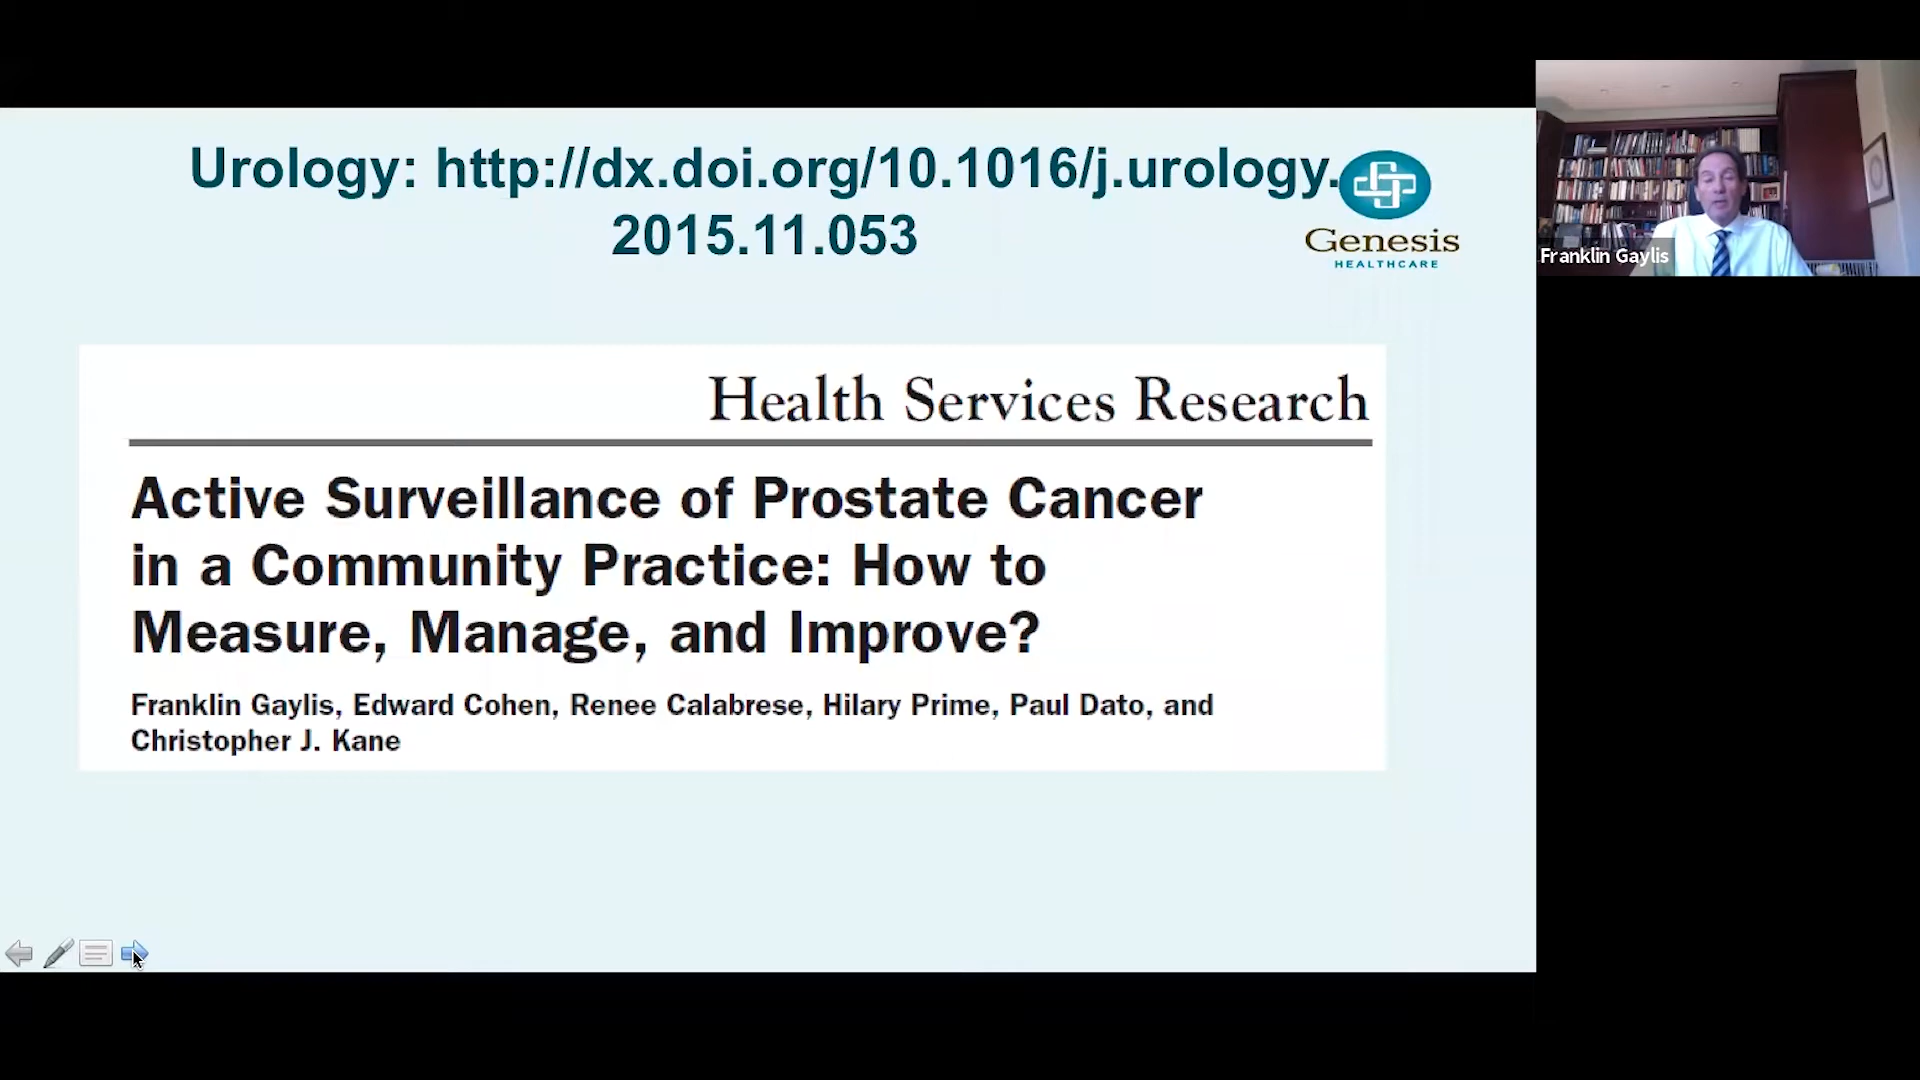 Urology: http://dx.doi.org/10.1016/j.urology.
2015.11.053
Genesis
HEALTHCARE
Franklin Gaylis
Health Services Research
Active Surveillance of Prostate Cancer
in a Community Practice: How to
Measure, Manage, and Improve?
Franklin Gaylis, Edward Cohen, Renee Calabrese, Hilary Prime, Paul Dato, and
Christopher J. Kane